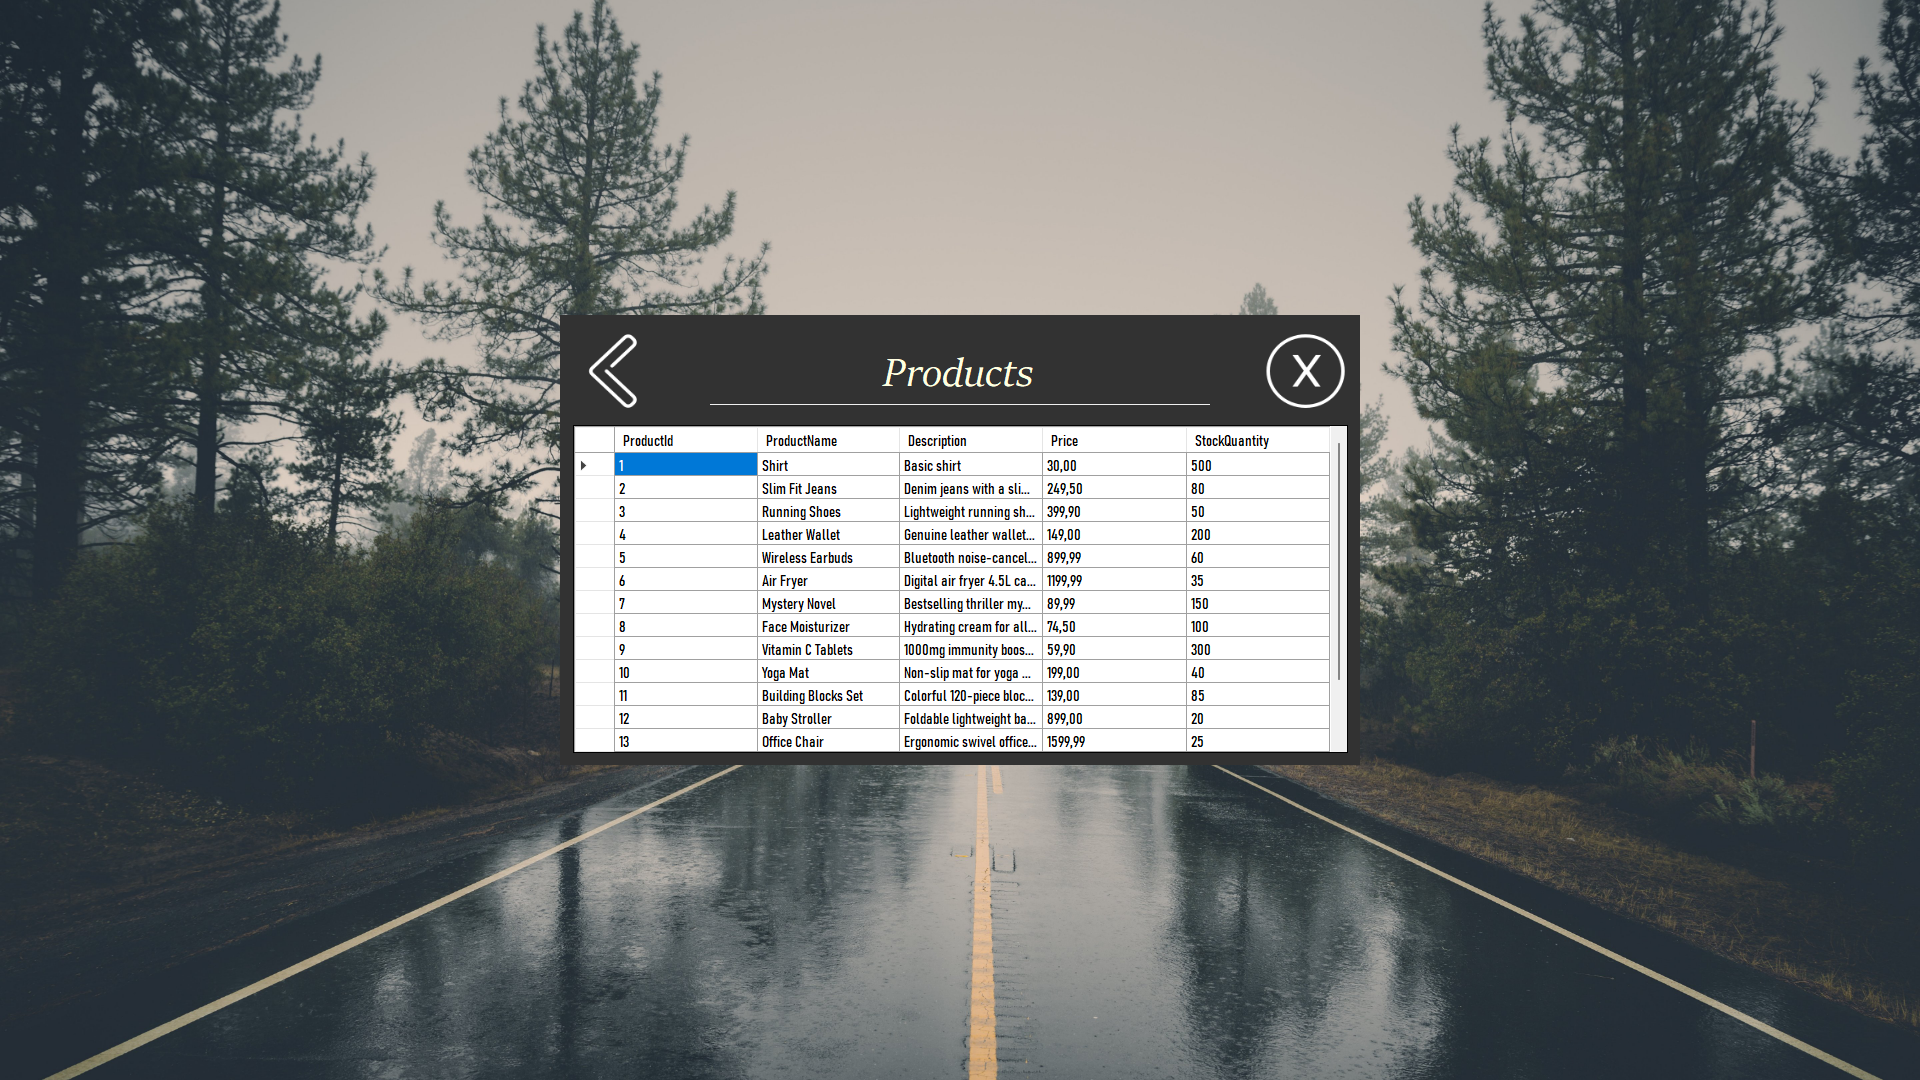 Products
X
ProductId ProductName Description Price StockQuantity
1 Shirt Basic shirt 30,00 500
2 Slim Fit Jeans Denim jeans with a sli... 249,50 80
3 Running Shoes Lightweight running sh... 399,90 50
4 Leather Wallet Genuine leather wallet... 149,00 200
5 Wireless Earbuds Bluetooth noise-cancel... 899,99 60
6 Air Fryer Digital air fryer 4.5L ca... 1199,99 35
7 Mystery Novel Bestselling thriller my... 89,99 150
8 Face Moisturizer Hydrating cream for all... 74,50 100
9 Vitamin C Tablets 1000mg immunity boos... 59,90 300
10 Yoga Mat Non-slip mat for yoga ... 199,00 40
11 Building Blocks Set Colorful 120-piece bloc... 139,00 85
12 Baby Stroller Foldable lightweight ba... 899,00 20
13 Office Chair Ergonomic swivel office... 1599,99 25